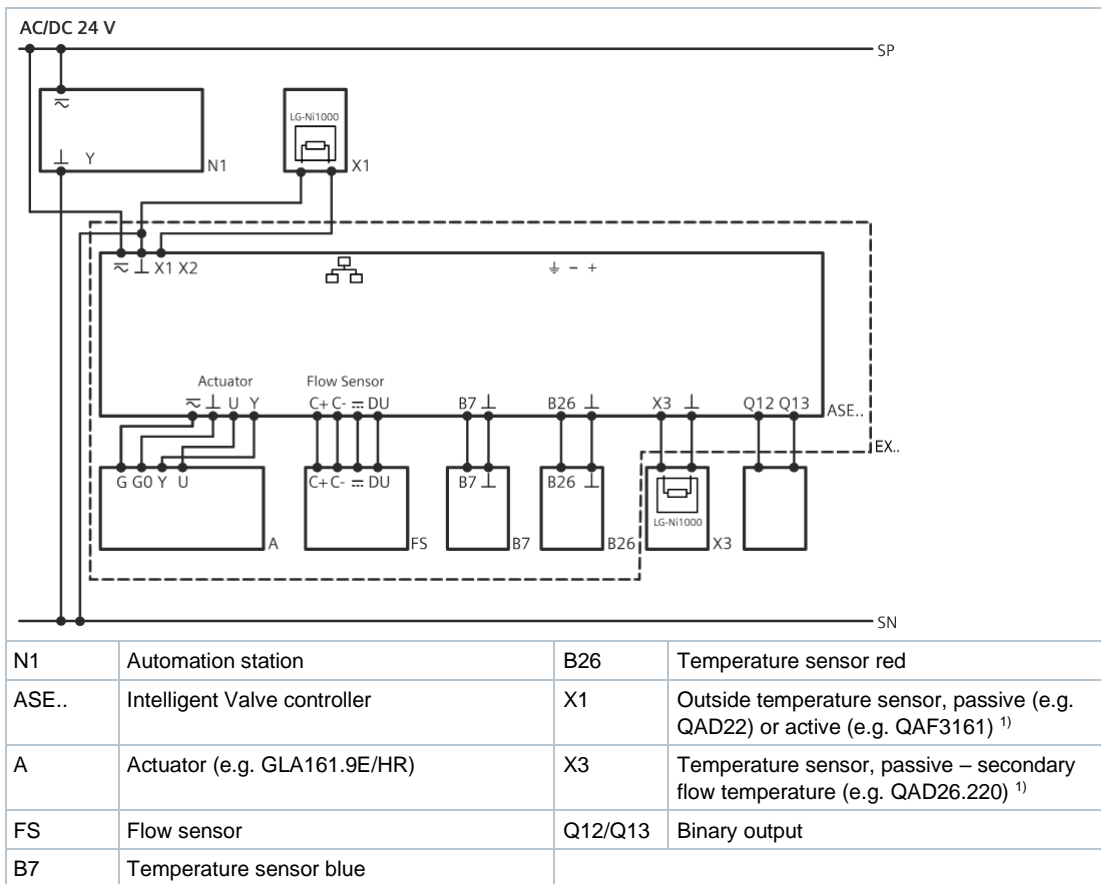 AC/DC 24 V
SP
LG-Ni1000
⊥ Y
N1
X1
⊥ X1 X2
⏚ - +
Actuator
Flow Sensor
⊥ U Y
C+ C- ⎓ DU
B7 ⊥
B26 ⊥
X3 ⊥
Q12 Q13
ASE..
EX..
G G0 Y U
C+ C- ⎓ DU
B7 ⊥
B26 ⊥
LG-Ni1000
A
FS
B7
B26
X3
SN
N1 Automation station B26 Temperature sensor red
ASE.. Intelligent Valve controller X1 Outside temperature sensor, passive (e.g.
QAD22) or active (e.g. QAF3161) 1)
A Actuator (e.g. GLA161.9E/HR) X3 Temperature sensor, passive – secondary
flow temperature (e.g. QAD26.220) 1)
FS Flow sensor Q12/Q13 Binary output
B7 Temperature sensor blue